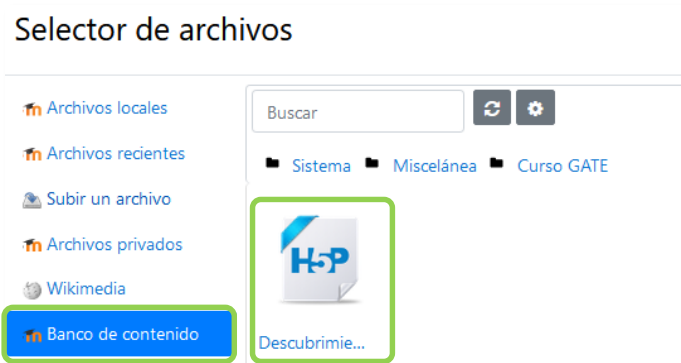 Selector de archivos
Archivos locales
Archivos recientes
Subir un archivo
Archivos privados
Wikimedia
Banco de contenido
Buscar
Sistema Miscelánea Curso GATE
H5P
Descubrimie...